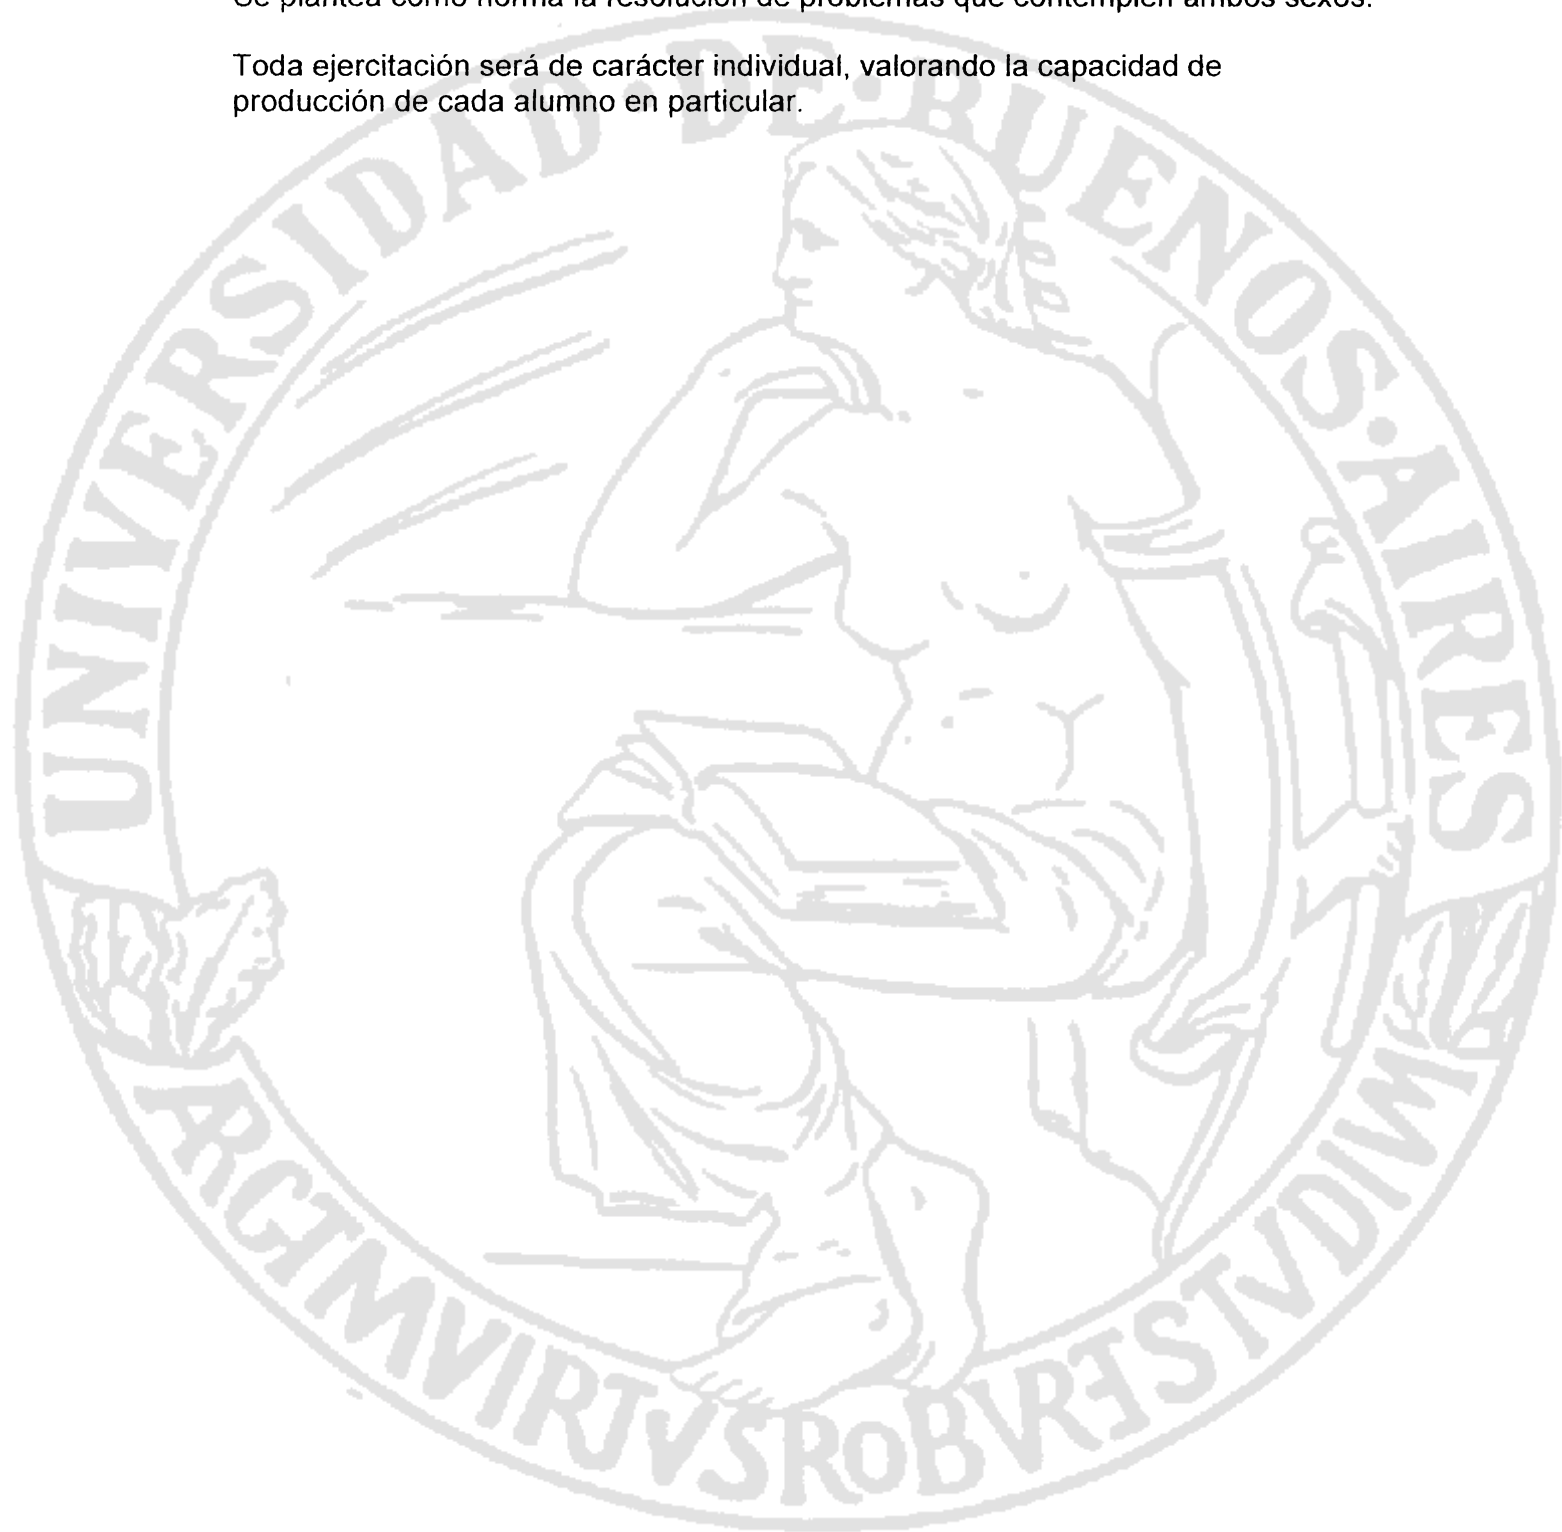 Se plantea como norma la resolución de problemas que contemplen ambos sexos.
Toda ejercitación será de carácter individual, valorando la capacidad de
producción de cada alumno en particular.
UNIVERSIDAD·DE·BUENOS·AIRES
ARGTMVIRTVSROBVRETSTVDIVM